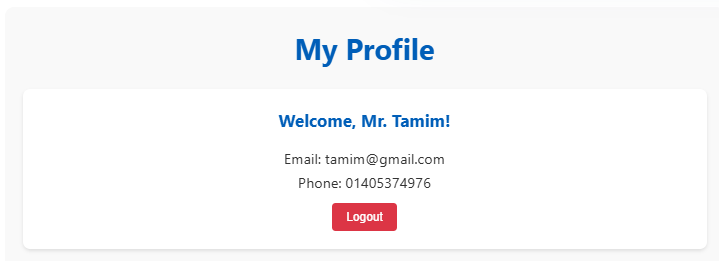 My Profile
Welcome, Mr. Tamim!
Email: tamim@gmail.com
Phone: 01405374976
Logout